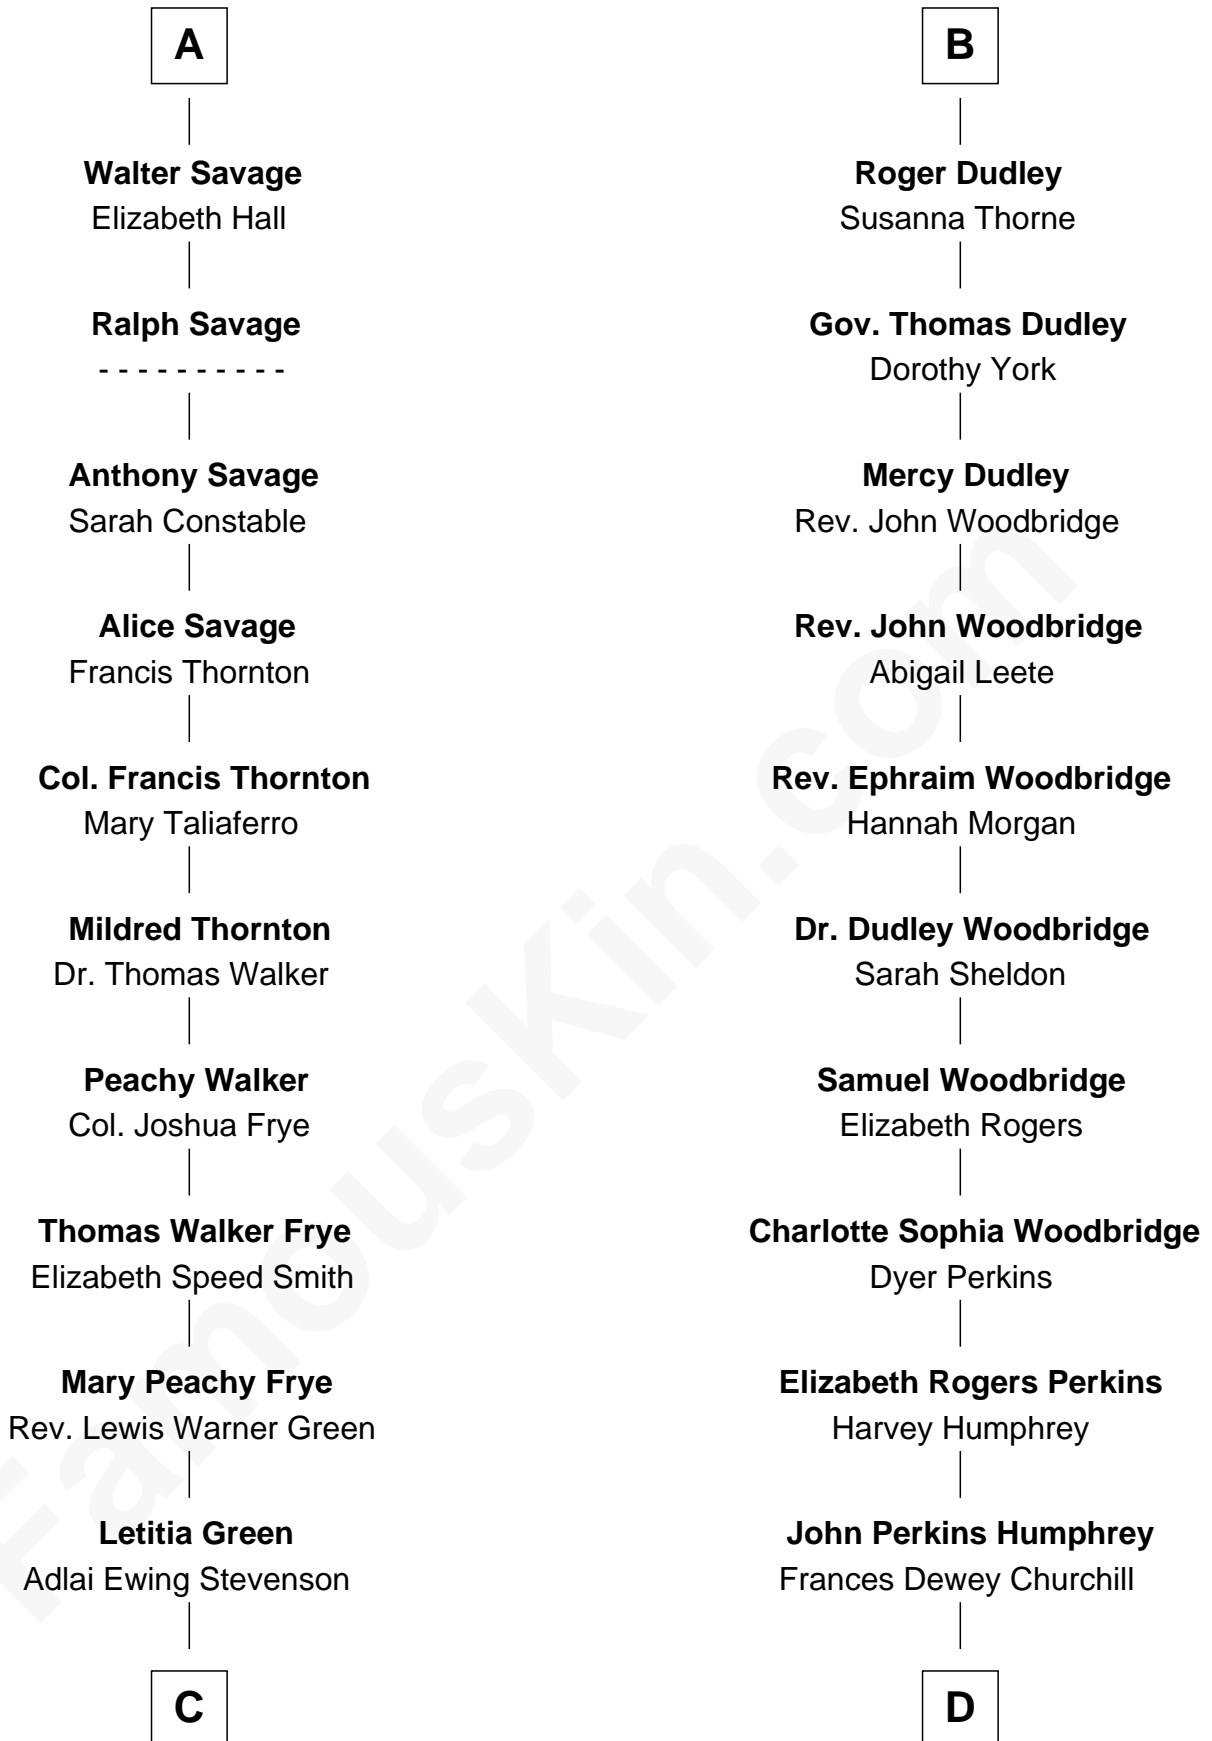 A
B
Walter Savage
Elizabeth Hall
Roger Dudley
Susanna Thorne
Ralph Savage
- - - - - - - - - -
Gov. Thomas Dudley
Dorothy York
Anthony Savage
Sarah Constable
Mercy Dudley
Rev. John Woodbridge
Alice Savage
Francis Thornton
Rev. John Woodbridge
Abigail Leete
Col. Francis Thornton
Mary Taliaferro
Rev. Ephraim Woodbridge
Hannah Morgan
Mildred Thornton
Dr. Thomas Walker
Dr. Dudley Woodbridge
Sarah Sheldon
Peachy Walker
Col. Joshua Frye
Samuel Woodbridge
Elizabeth Rogers
Thomas Walker Frye
Elizabeth Speed Smith
Charlotte Sophia Woodbridge
Dyer Perkins
Mary Peachy Frye
Rev. Lewis Warner Green
Elizabeth Rogers Perkins
Harvey Humphrey
Letitia Green
Adlai Ewing Stevenson
John Perkins Humphrey
Frances Dewey Churchill
C
D
FamousKin.com